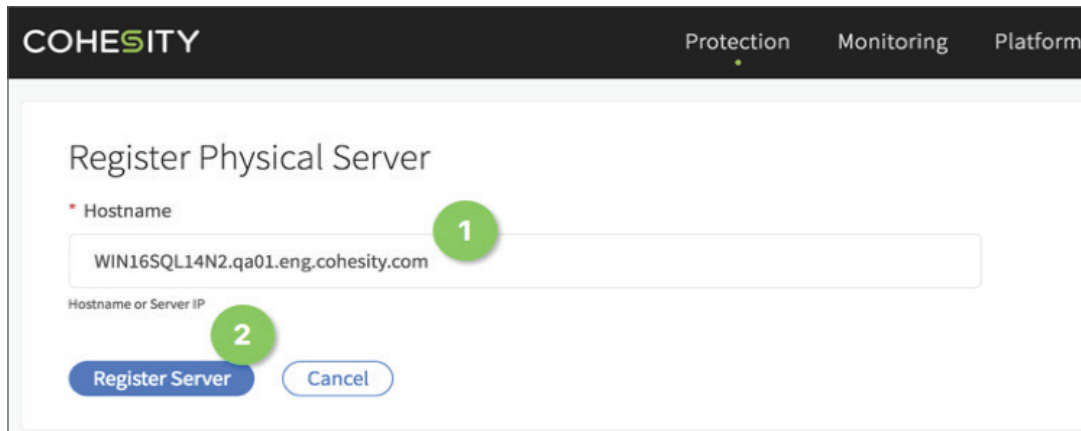 COHESITY
Protection Monitoring Platform
Register Physical Server
* Hostname
1
WIN16SQL14N2.qa01.eng.cohesity.com
Hostname or Server IP
2
Register Server Cancel